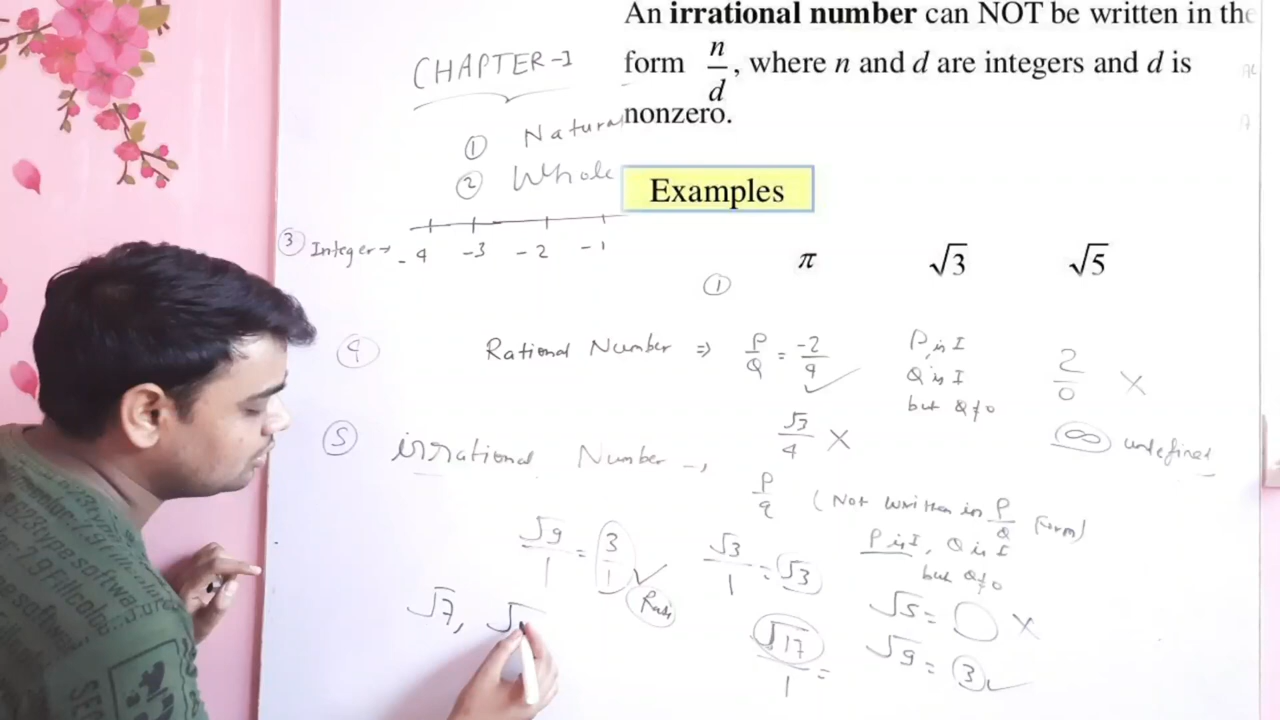 An irrational number can NOT be written in the
form n/d, where n and d are integers and d is
nonzero.
Examples
π √3 √5
CHAPTER-1
① Natural
② Whole
③ Integer → -4 -3 -2 -1
①
④ Rational Number ⇒ P/Q = -2/9 ✓
P is I
Q is I
but Q≠0
2/0 X
∞ undefined
√3/4 X
⑤ irrational Number →
P/q (Not written in P/Q form)
P is I, Q is I
but Q≠0
√9/1 = 3/1 ✓
√3/1 = √3
√5 = X
√7, √
√17/1 =
√9 = 3 ✓